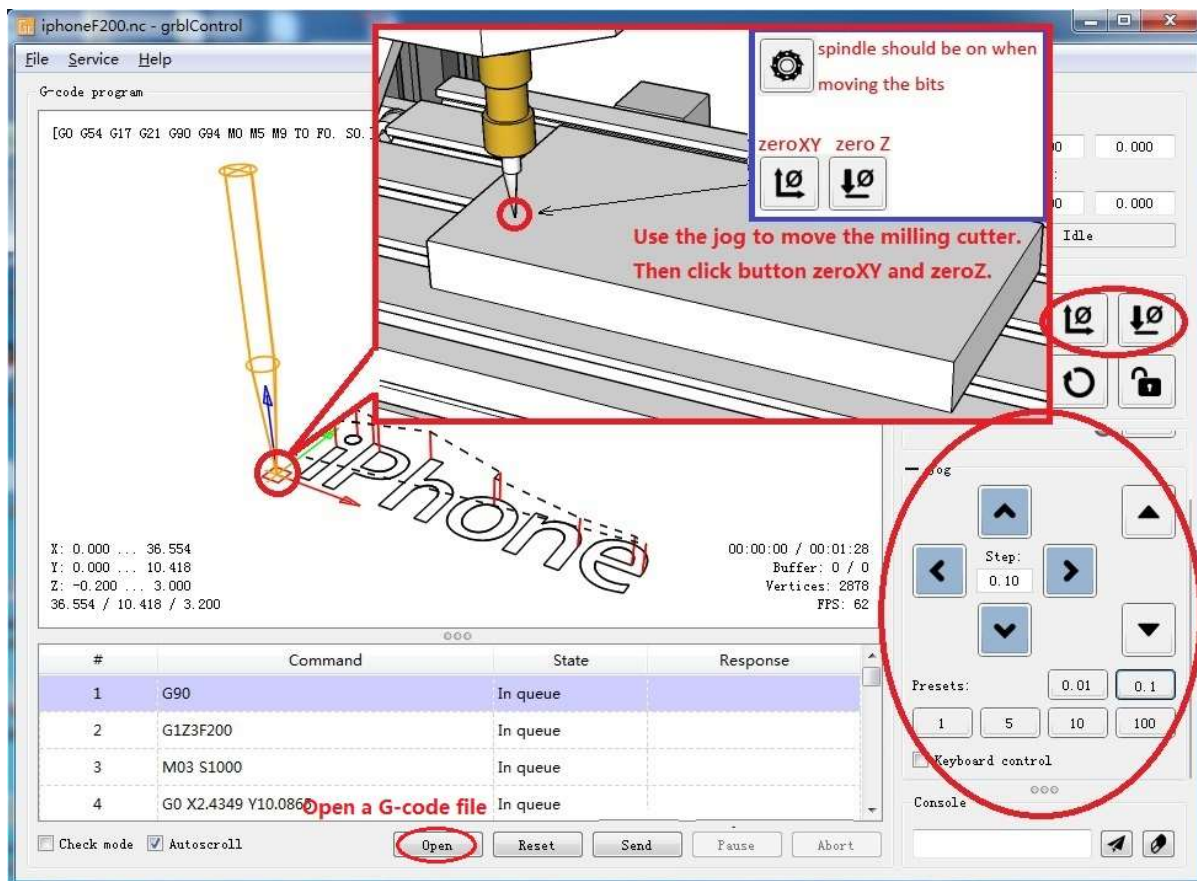 iphoneF200.nc - grblControl
File Service Help
G-code program
[G0 G54 G17 G21 G90 G94 M0 M5 M9 T0 F0. S0.]
spindle should be on when
moving the bits
zeroXY zero Z
Use the jog to move the milling cutter.
Then click button zeroXY and zeroZ.
0.000
0.000
Idle
iPhone
X: 0.000 ... 36.554
Y: 0.000 ... 10.418
Z: -0.200 ... 3.000
36.554 / 10.418 / 3.200
00:00:00 / 00:01:28
Buffer: 0 / 0
Vertices: 2878
FPS: 62
Jog
Step:
0.10
Presets: 0.01 0.1
1 5 10 100
Keyboard control
# Command State Response
1 G90 In queue
2 G1Z3F200 In queue
3 M03 S1000 In queue
4 G0 X2.4349 Y10.0865 In queue
Open a G-code file
Check mode Autoscroll Open Reset Send Pause Abort
Console